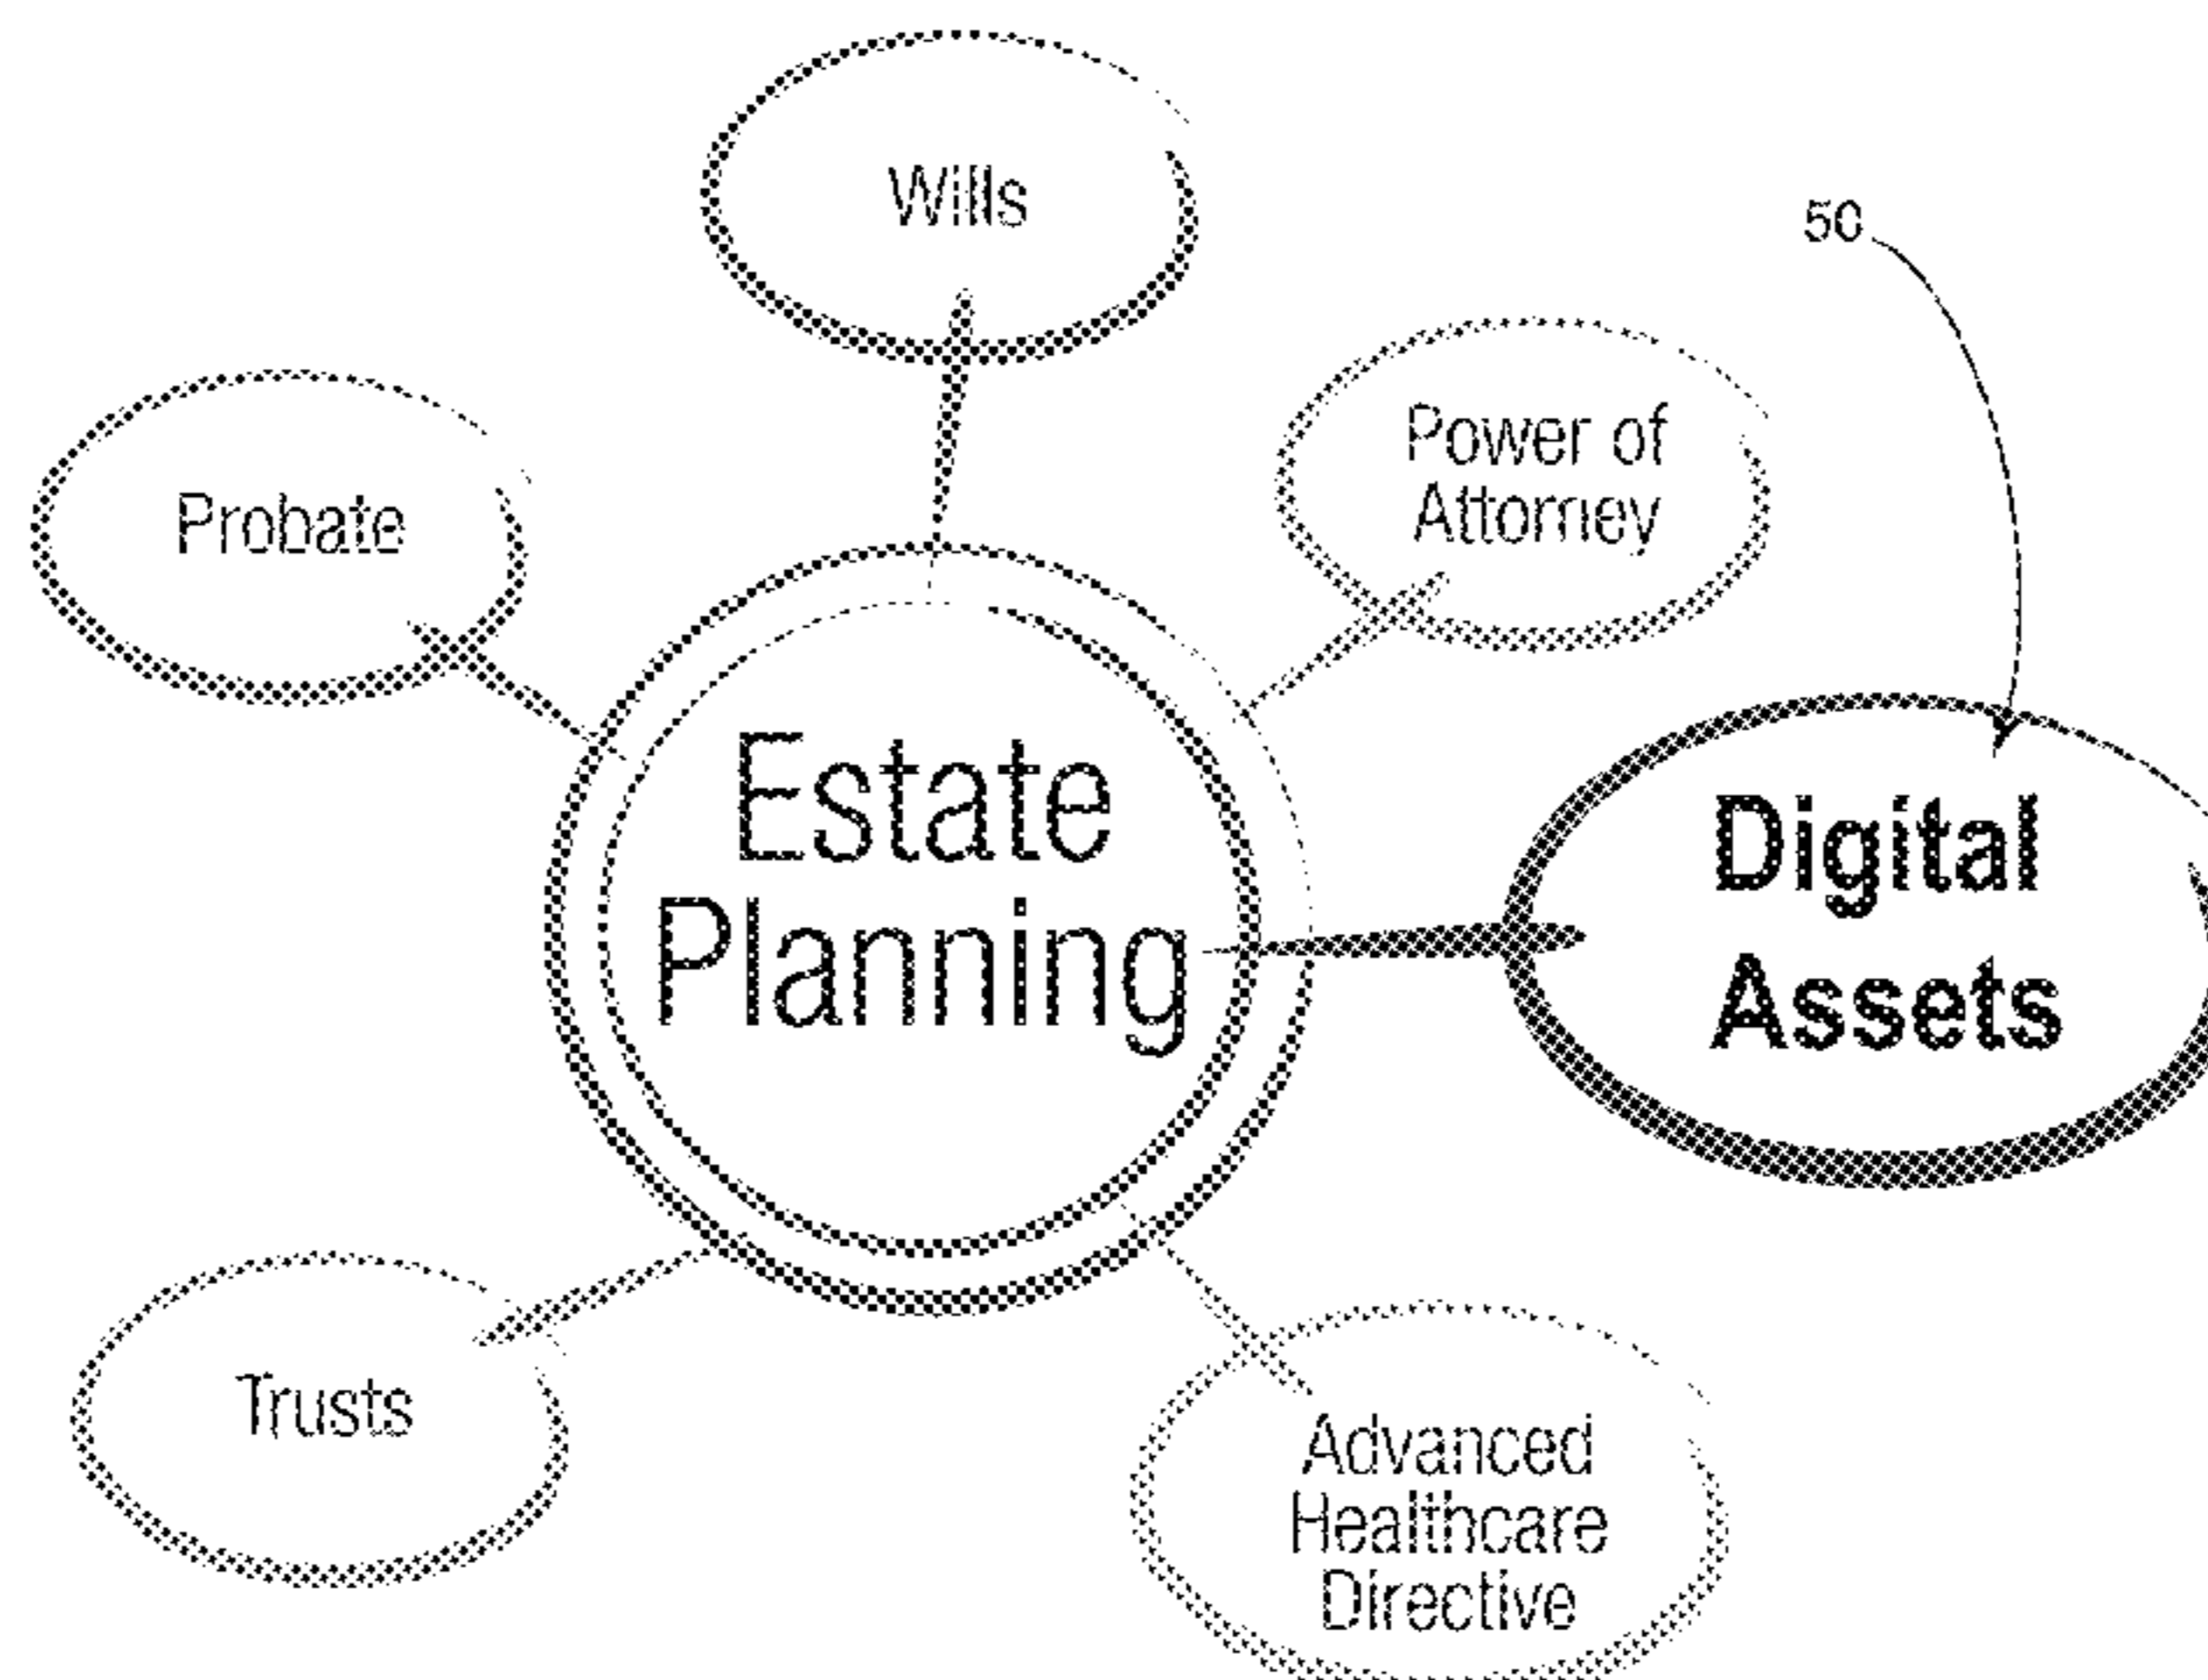 Wills
50
Power of
Attorney
Probate
Estate
Planning
Digital
Assets
Trusts
Advanced
Healthcare
Directive